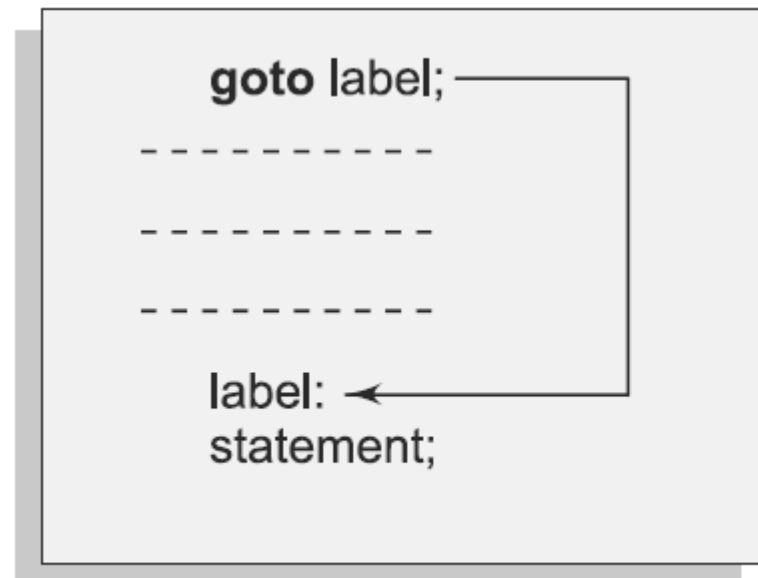 goto label;
- - - - - - - - - -
- - - - - - - - - -
- - - - - - - - - -
label:
statement;